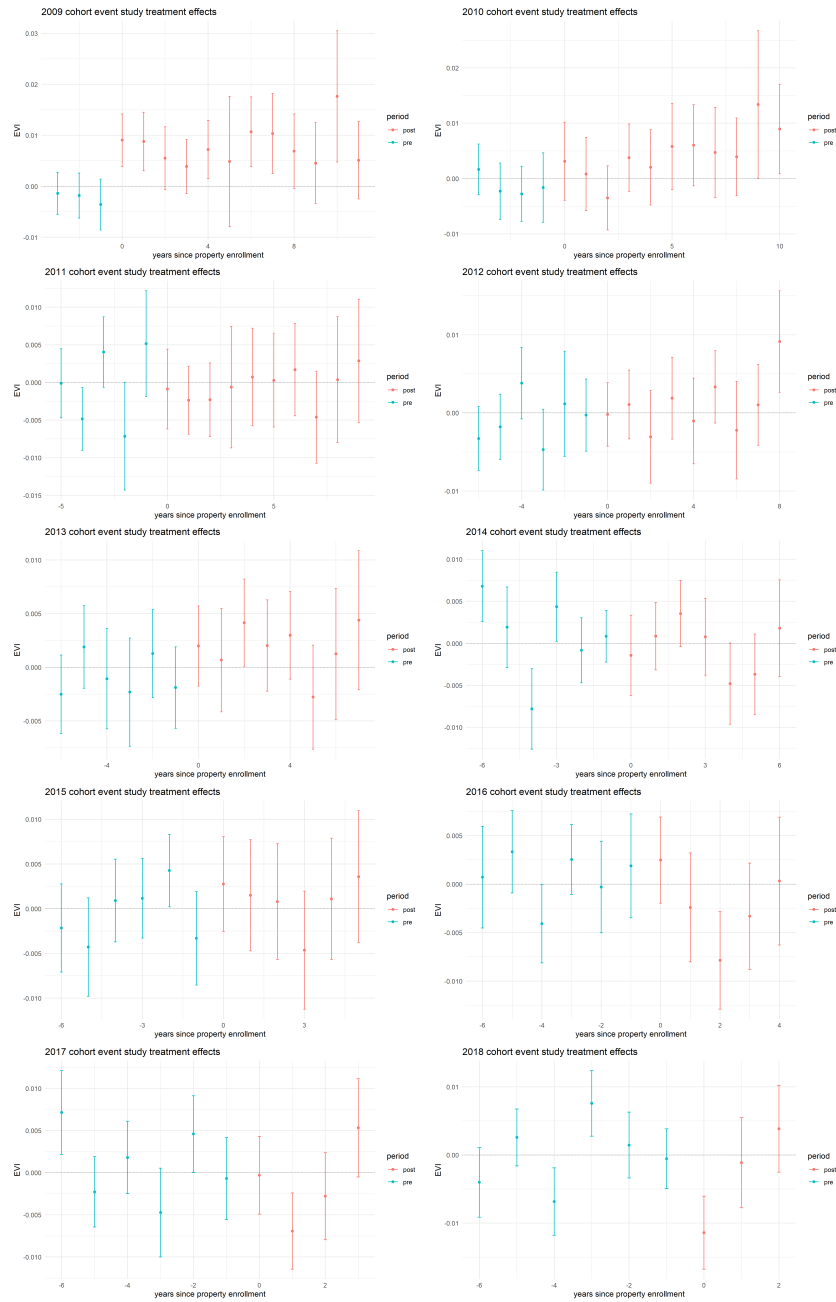 2009 cohort event study treatment effects
0.03
0.02
0.01
0.00
-0.01
EVI
0
4
8
years since property enrollment
period
post
pre
2010 cohort event study treatment effects
0.02
0.01
0.00
-0.01
EVI
0
5
10
years since property enrollment
period
post
pre
2011 cohort event study treatment effects
0.010
0.005
0.000
-0.005
-0.010
-0.015
EVI
-5
0
5
years since property enrollment
period
post
pre
2012 cohort event study treatment effects
0.01
0.00
-0.01
EVI
-4
0
4
8
years since property enrollment
period
post
pre
2013 cohort event study treatment effects
0.010
0.005
0.000
-0.005
EVI
-4
0
4
years since property enrollment
period
post
pre
2014 cohort event study treatment effects
0.010
0.005
0.000
-0.005
-0.010
EVI
-6
-3
0
3
6
years since property enrollment
period
post
pre
2015 cohort event study treatment effects
0.010
0.005
0.000
-0.005
-0.010
EVI
-6
-3
0
3
years since property enrollment
period
post
pre
2016 cohort event study treatment effects
0.005
0.000
-0.005
-0.010
EVI
-6
-4
-2
0
2
4
years since property enrollment
period
post
pre
2017 cohort event study treatment effects
0.010
0.005
0.000
-0.005
-0.010
EVI
-6
-4
-2
0
2
years since property enrollment
period
post
pre
2018 cohort event study treatment effects
0.01
0.00
-0.01
EVI
-6
-4
-2
0
2
years since property enrollment
period
post
pre